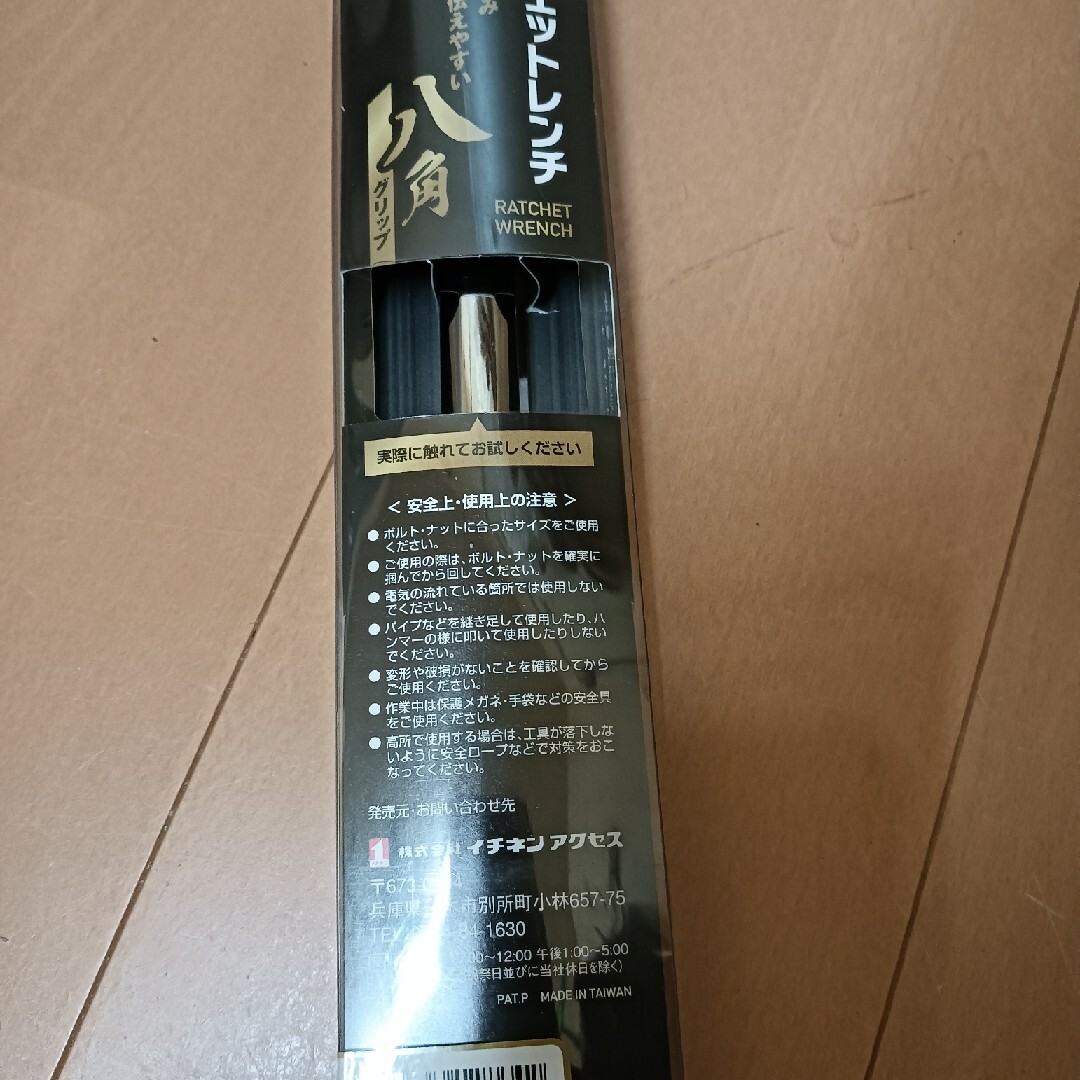 み
伝えやすい
八角
グリップ
ェットレンチ
RATCHET
WRENCH
実際に触れてお試しください
＜ 安全上・使用上の注意 ＞
● ボルト・ナットに合ったサイズをご使用
ください。
● ご使用の際は、ボルト・ナットを確実に
掴んでから回してください。
● 電気の流れている箇所では使用しない
でください。
● パイプなどを継ぎ足して使用したり、ハ
ンマーの様に叩いて使用したりしない
でください。
● 変形や破損がないことを確認してから
ご使用ください。
● 作業中は保護メガネ・手袋などの安全具
をご使用ください。
● 高所で使用する場合は、工具が落下しな
いように安全ロープなどで対策をおこ
なってください。
発売元・お問い合わせ先
株式会社 イチネン アクセス
〒673-
兵庫県 木市別所町小林657-75
TEL 84-1630
～12:00 午後1:00～5:00
祭日並びに当社休日を除く)
PAT.P MADE IN TAIWAN